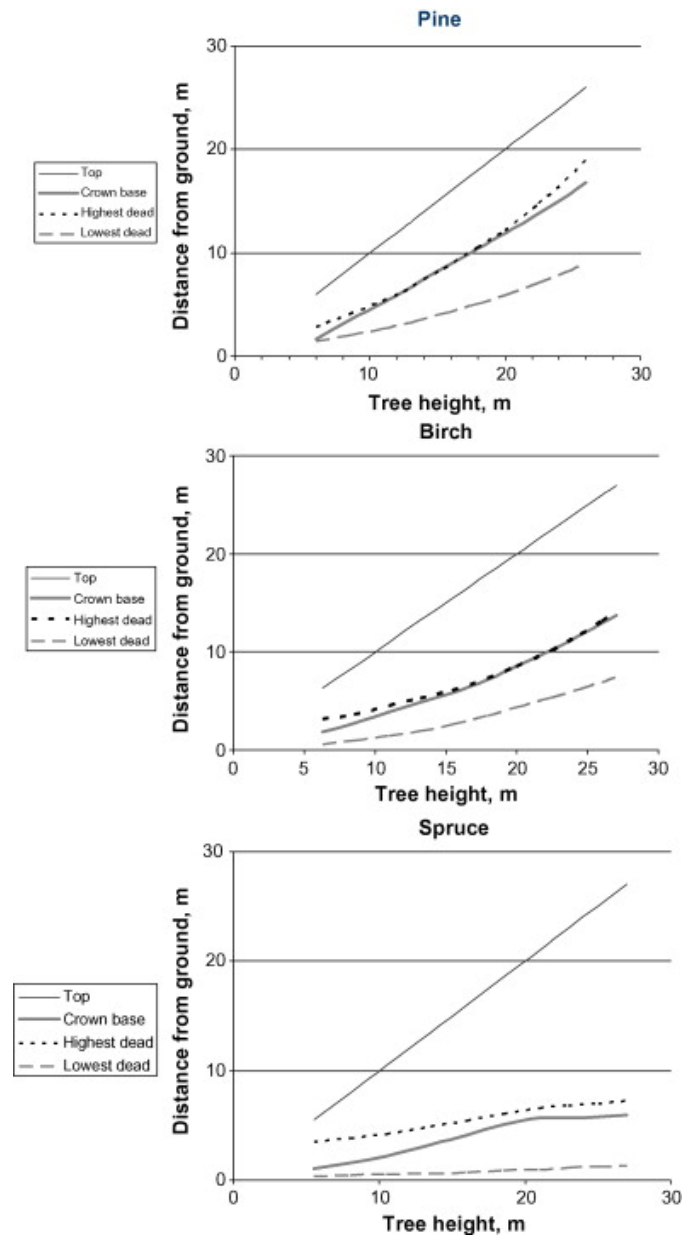 Pine
30
20
10
0
0
10
20
30
Distance from ground, m
Tree height, m
Top
Crown base
Highest dead
Lowest dead
Birch
30
20
10
0
0
5
10
15
20
25
30
Distance from ground, m
Tree height, m
Top
Crown base
Highest dead
Lowest dead
Spruce
30
20
10
0
0
10
20
30
Distance from ground, m
Tree height, m
Top
Crown base
Highest dead
Lowest dead